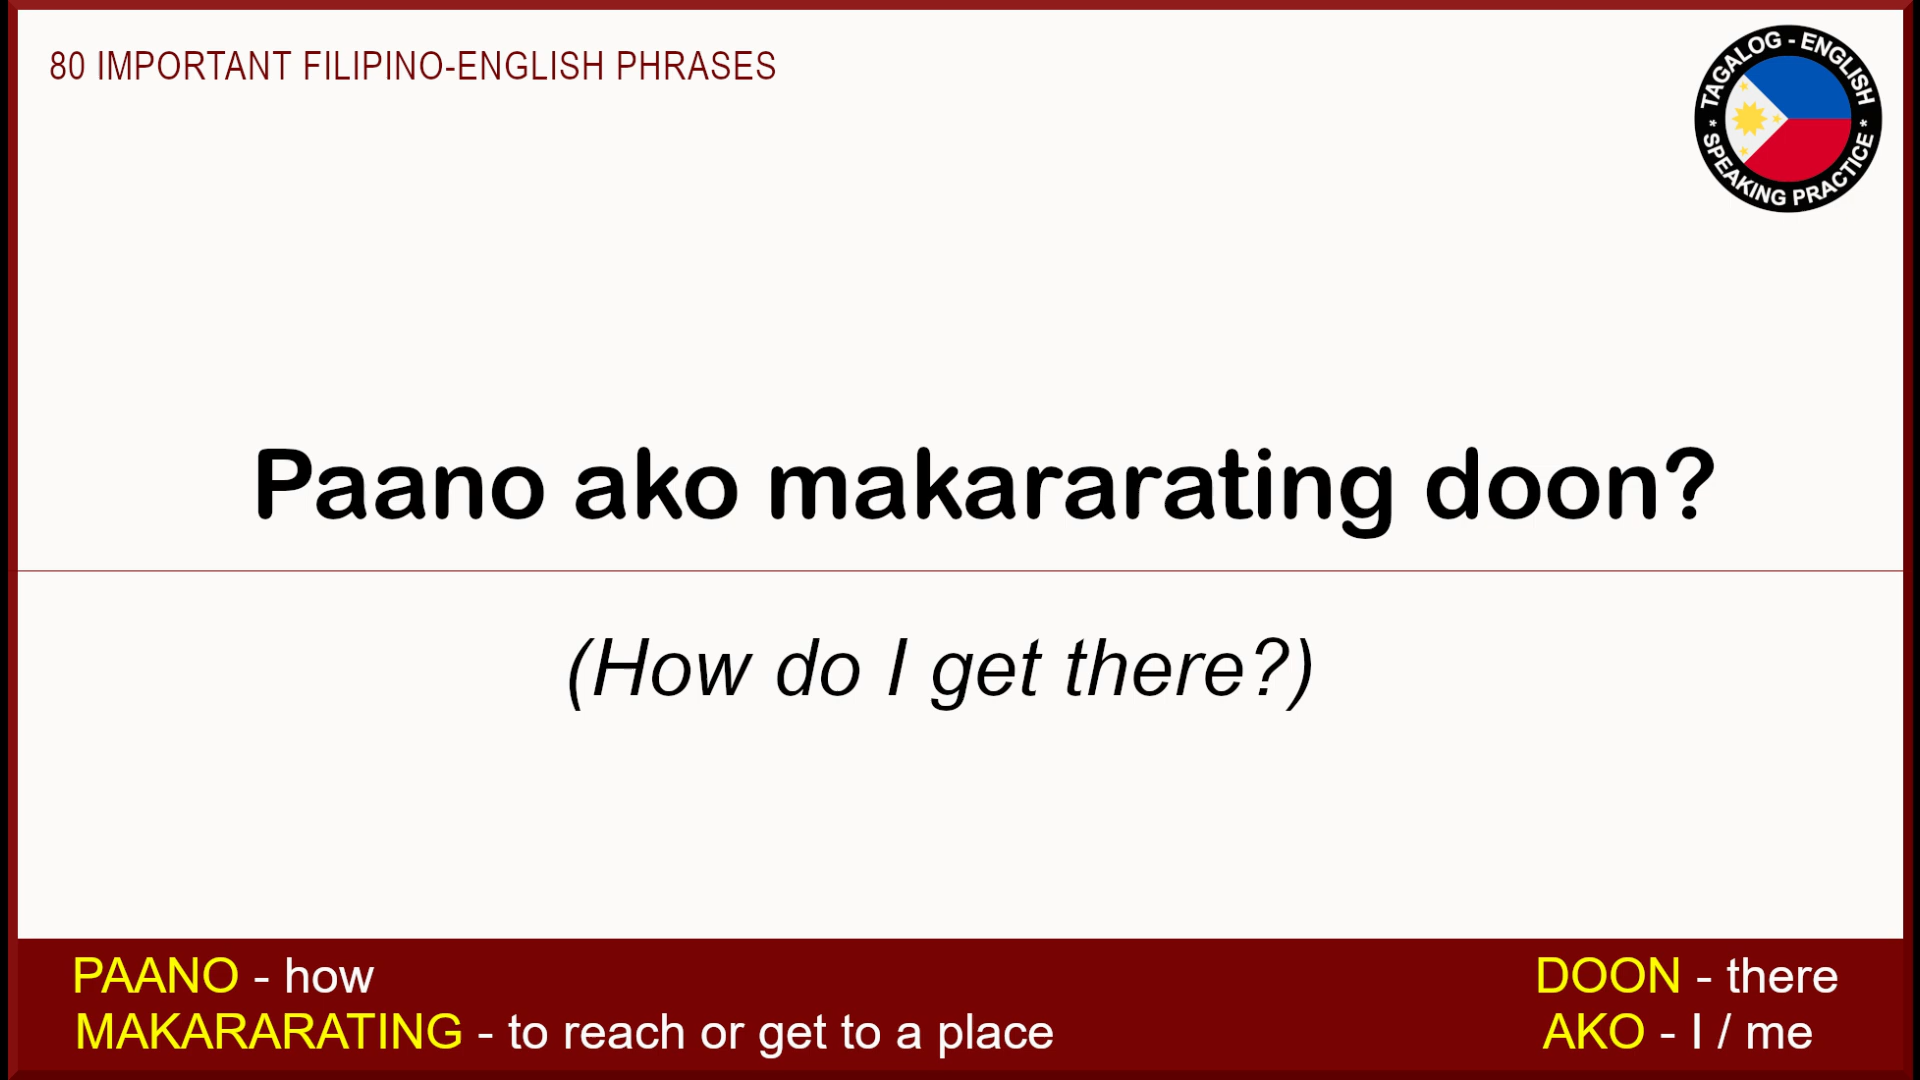 80 IMPORTANT FILIPINO-ENGLISH PHRASES
TAGALOG - ENGLISH
* SPEAKING PRACTICE *
Paano ako makararating doon?
(How do I get there?)
PAANO - how
MAKARARATING - to reach or get to a place
DOON - there
AKO - I / me